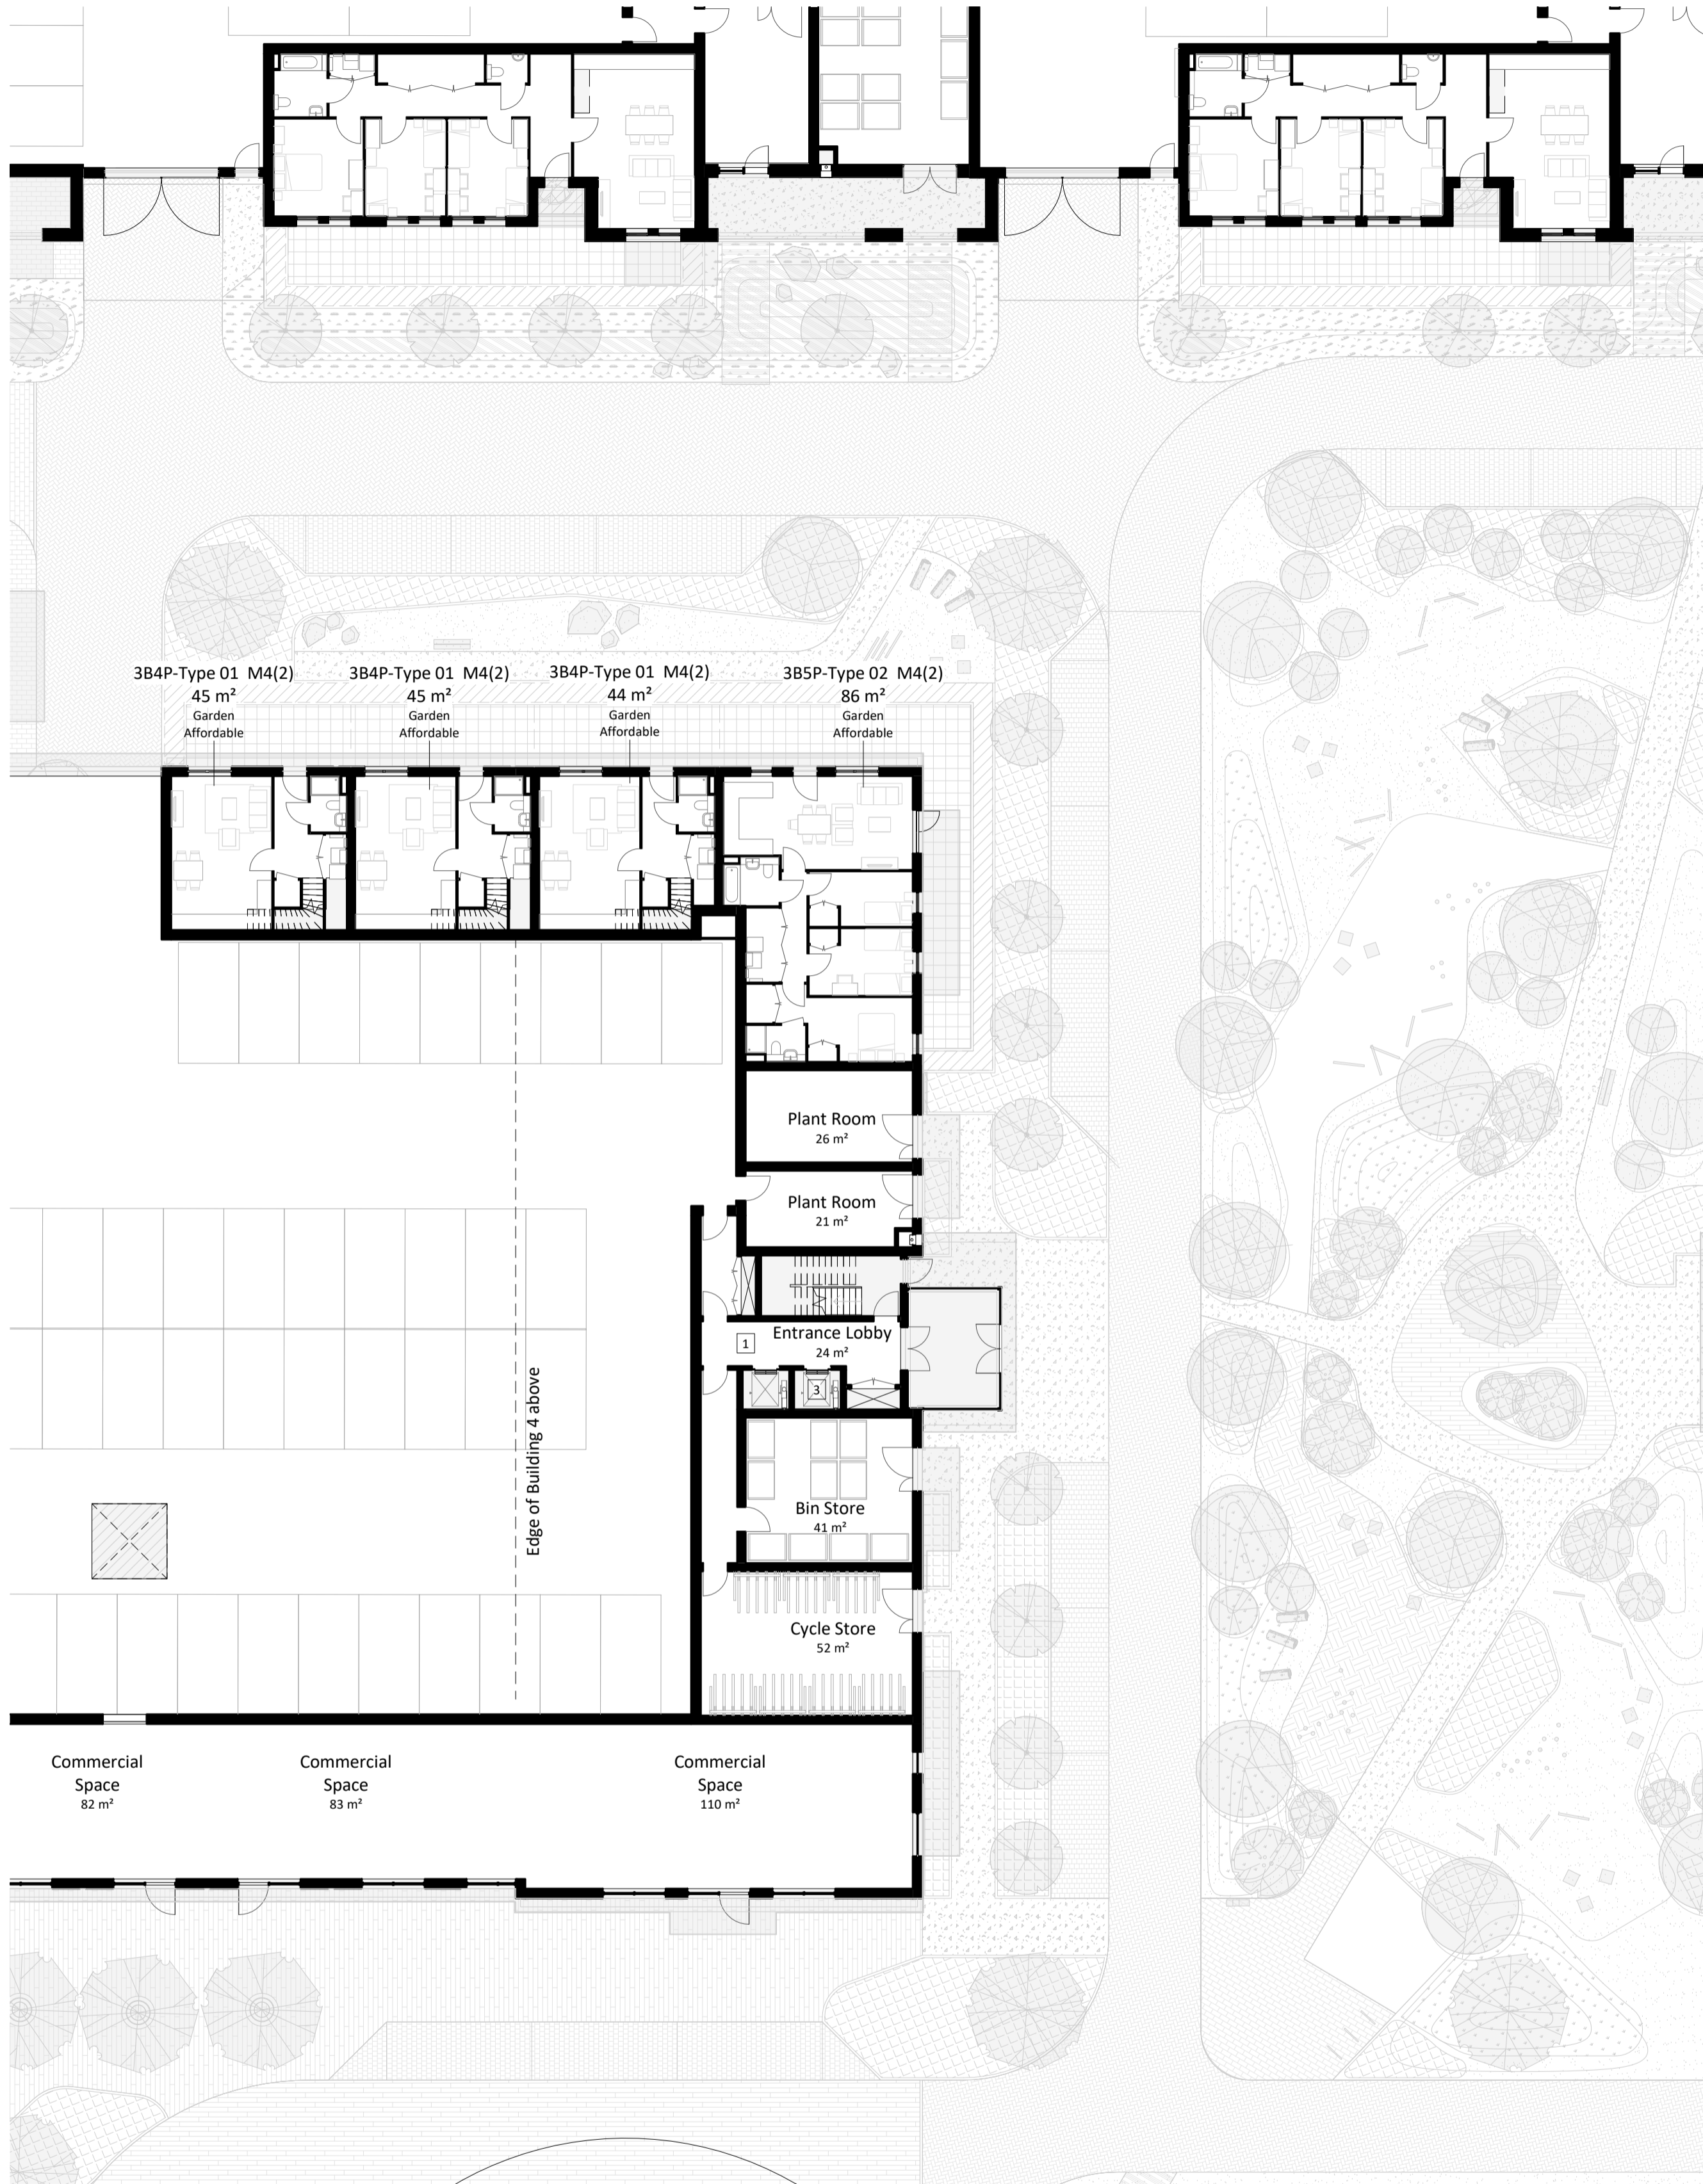 3B4P-Type 01 M4(2)
45 m²
Garden
Affordable
3B4P-Type 01 M4(2)
45 m²
Garden
Affordable
3B4P-Type 01 M4(2)
44 m²
Garden
Affordable
3B5P-Type 02 M4(2)
86 m²
Garden
Affordable
Plant Room
26 m²
Plant Room
21 m²
Entrance Lobby
24 m²
1
3
Edge of Building 4 above
Bin Store
41 m²
Cycle Store
52 m²
Commercial
Space
82 m²
Commercial
Space
83 m²
Commercial
Space
110 m²